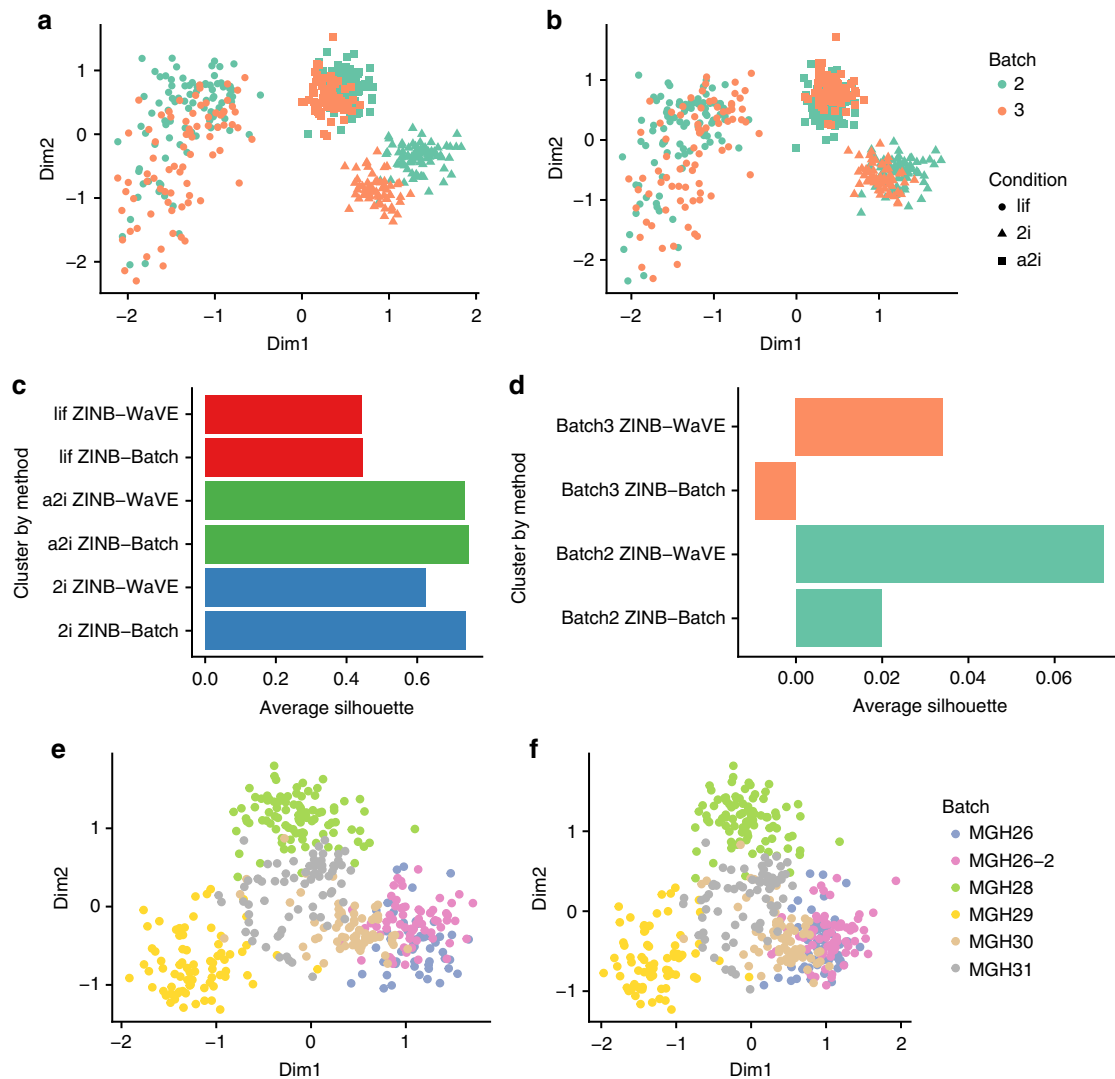 a
b
1
0
−1
−2
Dim2
−2
−1
0
1
2
Dim1
1
0
−1
−2
Dim2
−2
−1
0
1
Dim1
Batch
2
3
Condition
lif
2i
a2i
c
d
Cluster by method
lif ZINB−WaVE
lif ZINB−Batch
a2i ZINB−WaVE
a2i ZINB−Batch
2i ZINB−WaVE
2i ZINB−Batch
0.0
0.2
0.4
0.6
Average silhouette
Cluster by method
Batch3 ZINB−WaVE
Batch3 ZINB−Batch
Batch2 ZINB−WaVE
Batch2 ZINB−Batch
0.00
0.02
0.04
0.06
Average silhouette
e
f
1
0
−1
Dim2
−2
−1
0
1
Dim1
1
0
−1
Dim2
−2
−1
0
1
2
Dim1
Batch
MGH26
MGH26−2
MGH28
MGH29
MGH30
MGH31